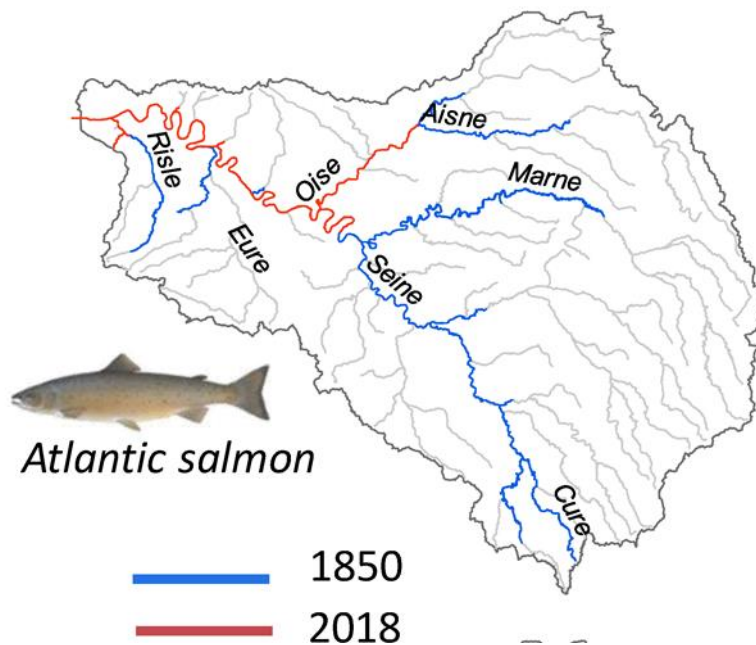 Aisne
Risle
Marne
Oise
Eure
Seine
Atlantic salmon
Cure
1850
2018